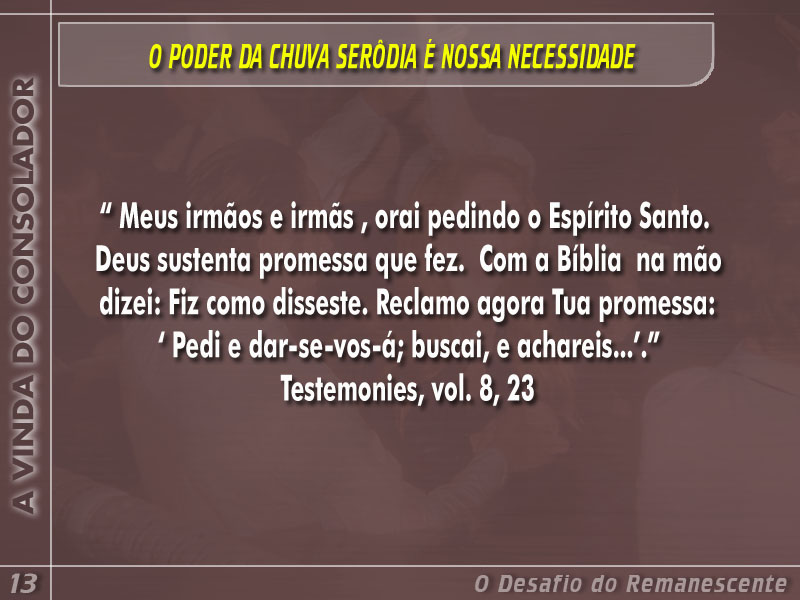 O PODER DA CHUVA SERÔDIA É NOSSA NECESSIDADE
A VINDA DO CONSOLADOR
“ Meus irmãos e irmãs , orai pedindo o Espírito Santo.
Deus sustenta promessa que fez.  Com a Bíblia  na mão
dizei: Fiz como disseste. Reclamo agora Tua promessa:
‘ Pedi e dar-se-vos-á; buscai, e achareis...’.”
Testemonies, vol. 8, 23
13
O Desafio do Remanescente